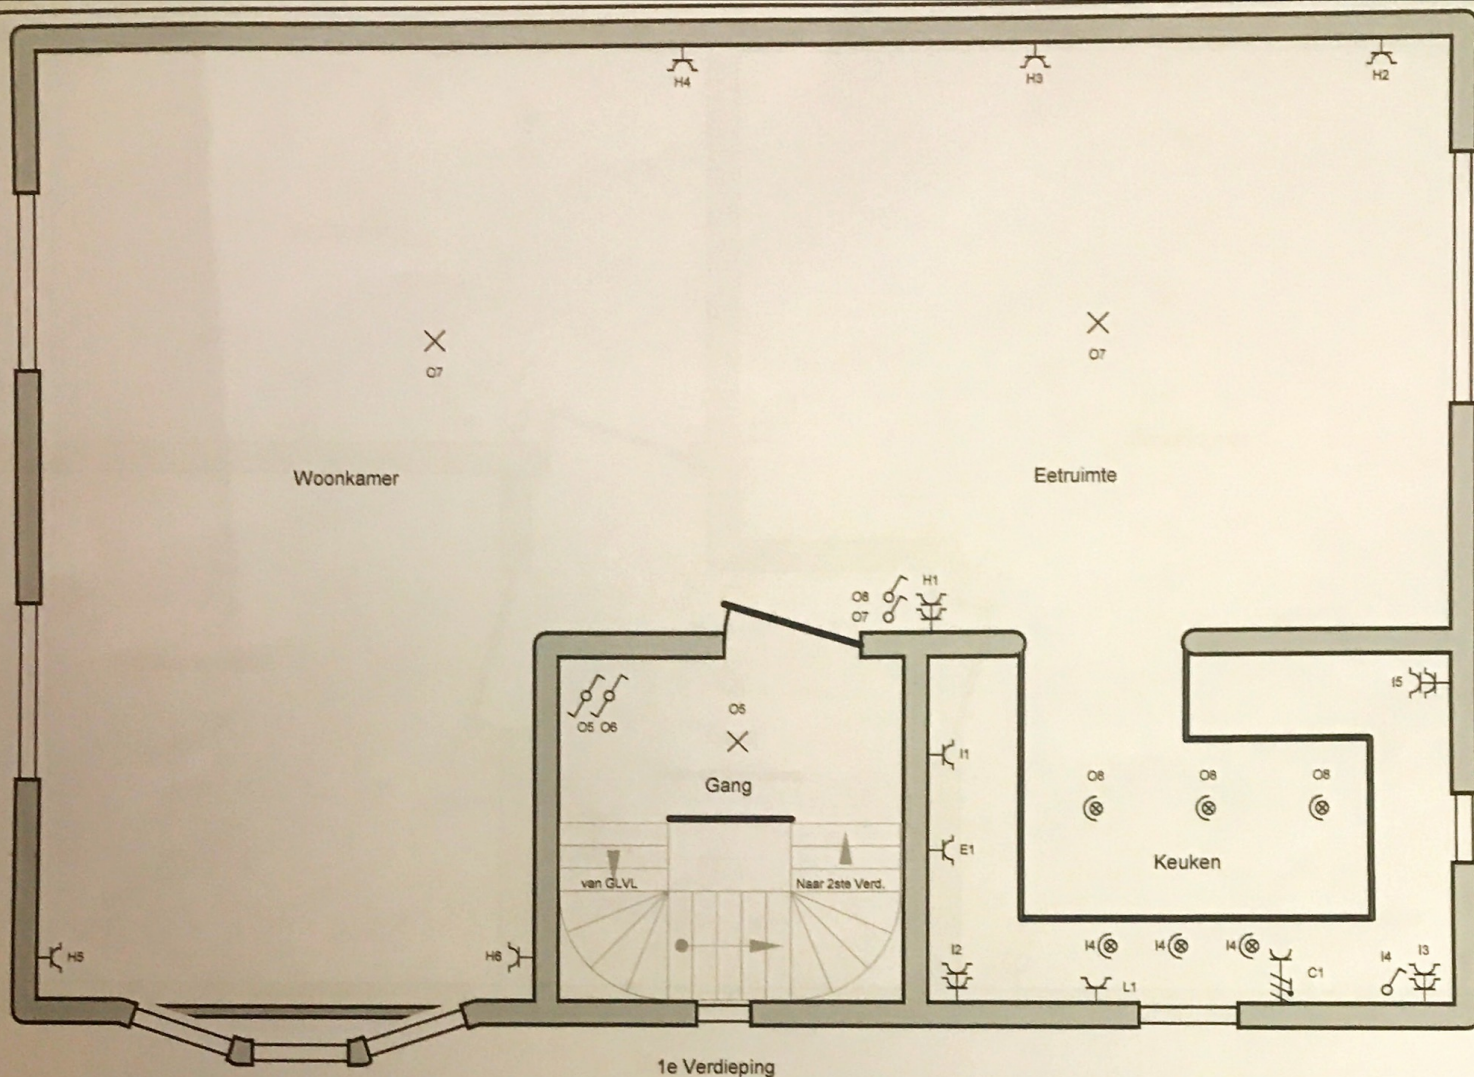 H4
H3
H2
O7
O7
Woonkamer
Eetruimte
H1
O8
O7
I5
O5 O6
O5
I1
O8
O8
O8
Gang
E1
Keuken
van GLVL
Naar 2ste Verd.
H5
H6
I2
I4
I4
I4
L1
C1
I4
I3
1e Verdieping